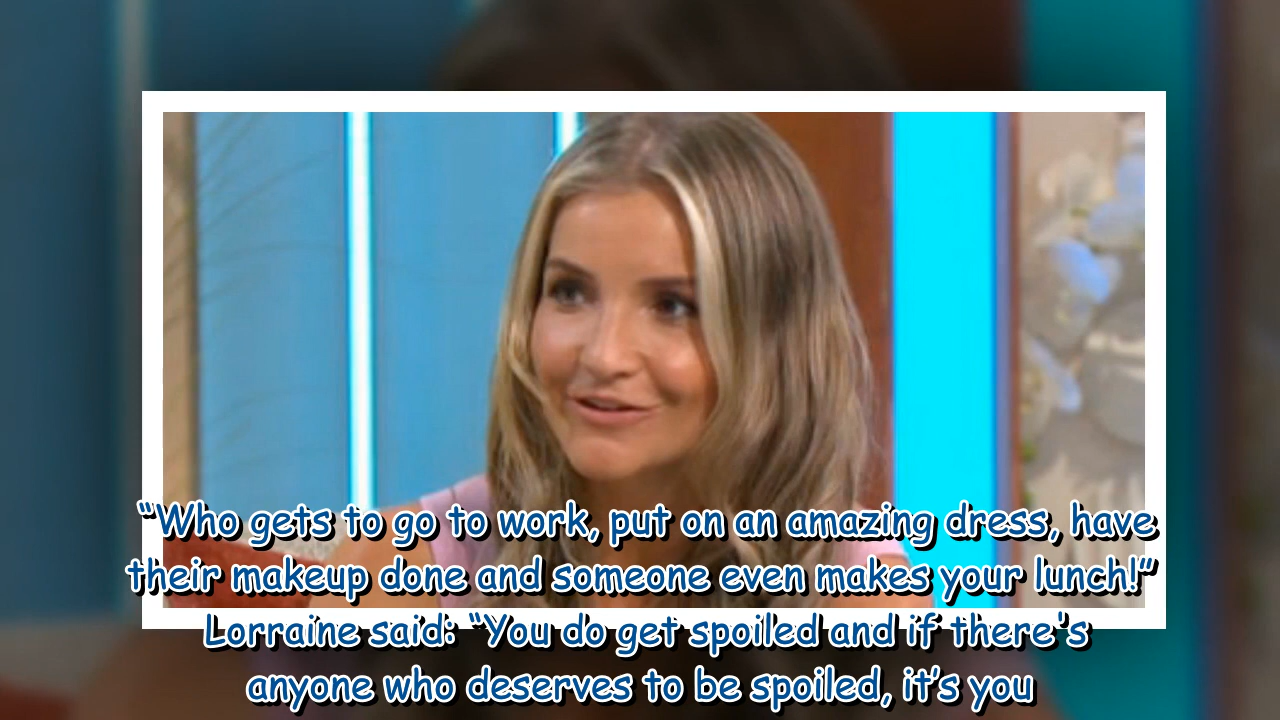 “Who gets to go to work, put on an amazing dress, have
their makeup done and someone even makes your lunch!”
Lorraine said: “You do get spoiled and if there's
anyone who deserves to be spoiled, it’s you